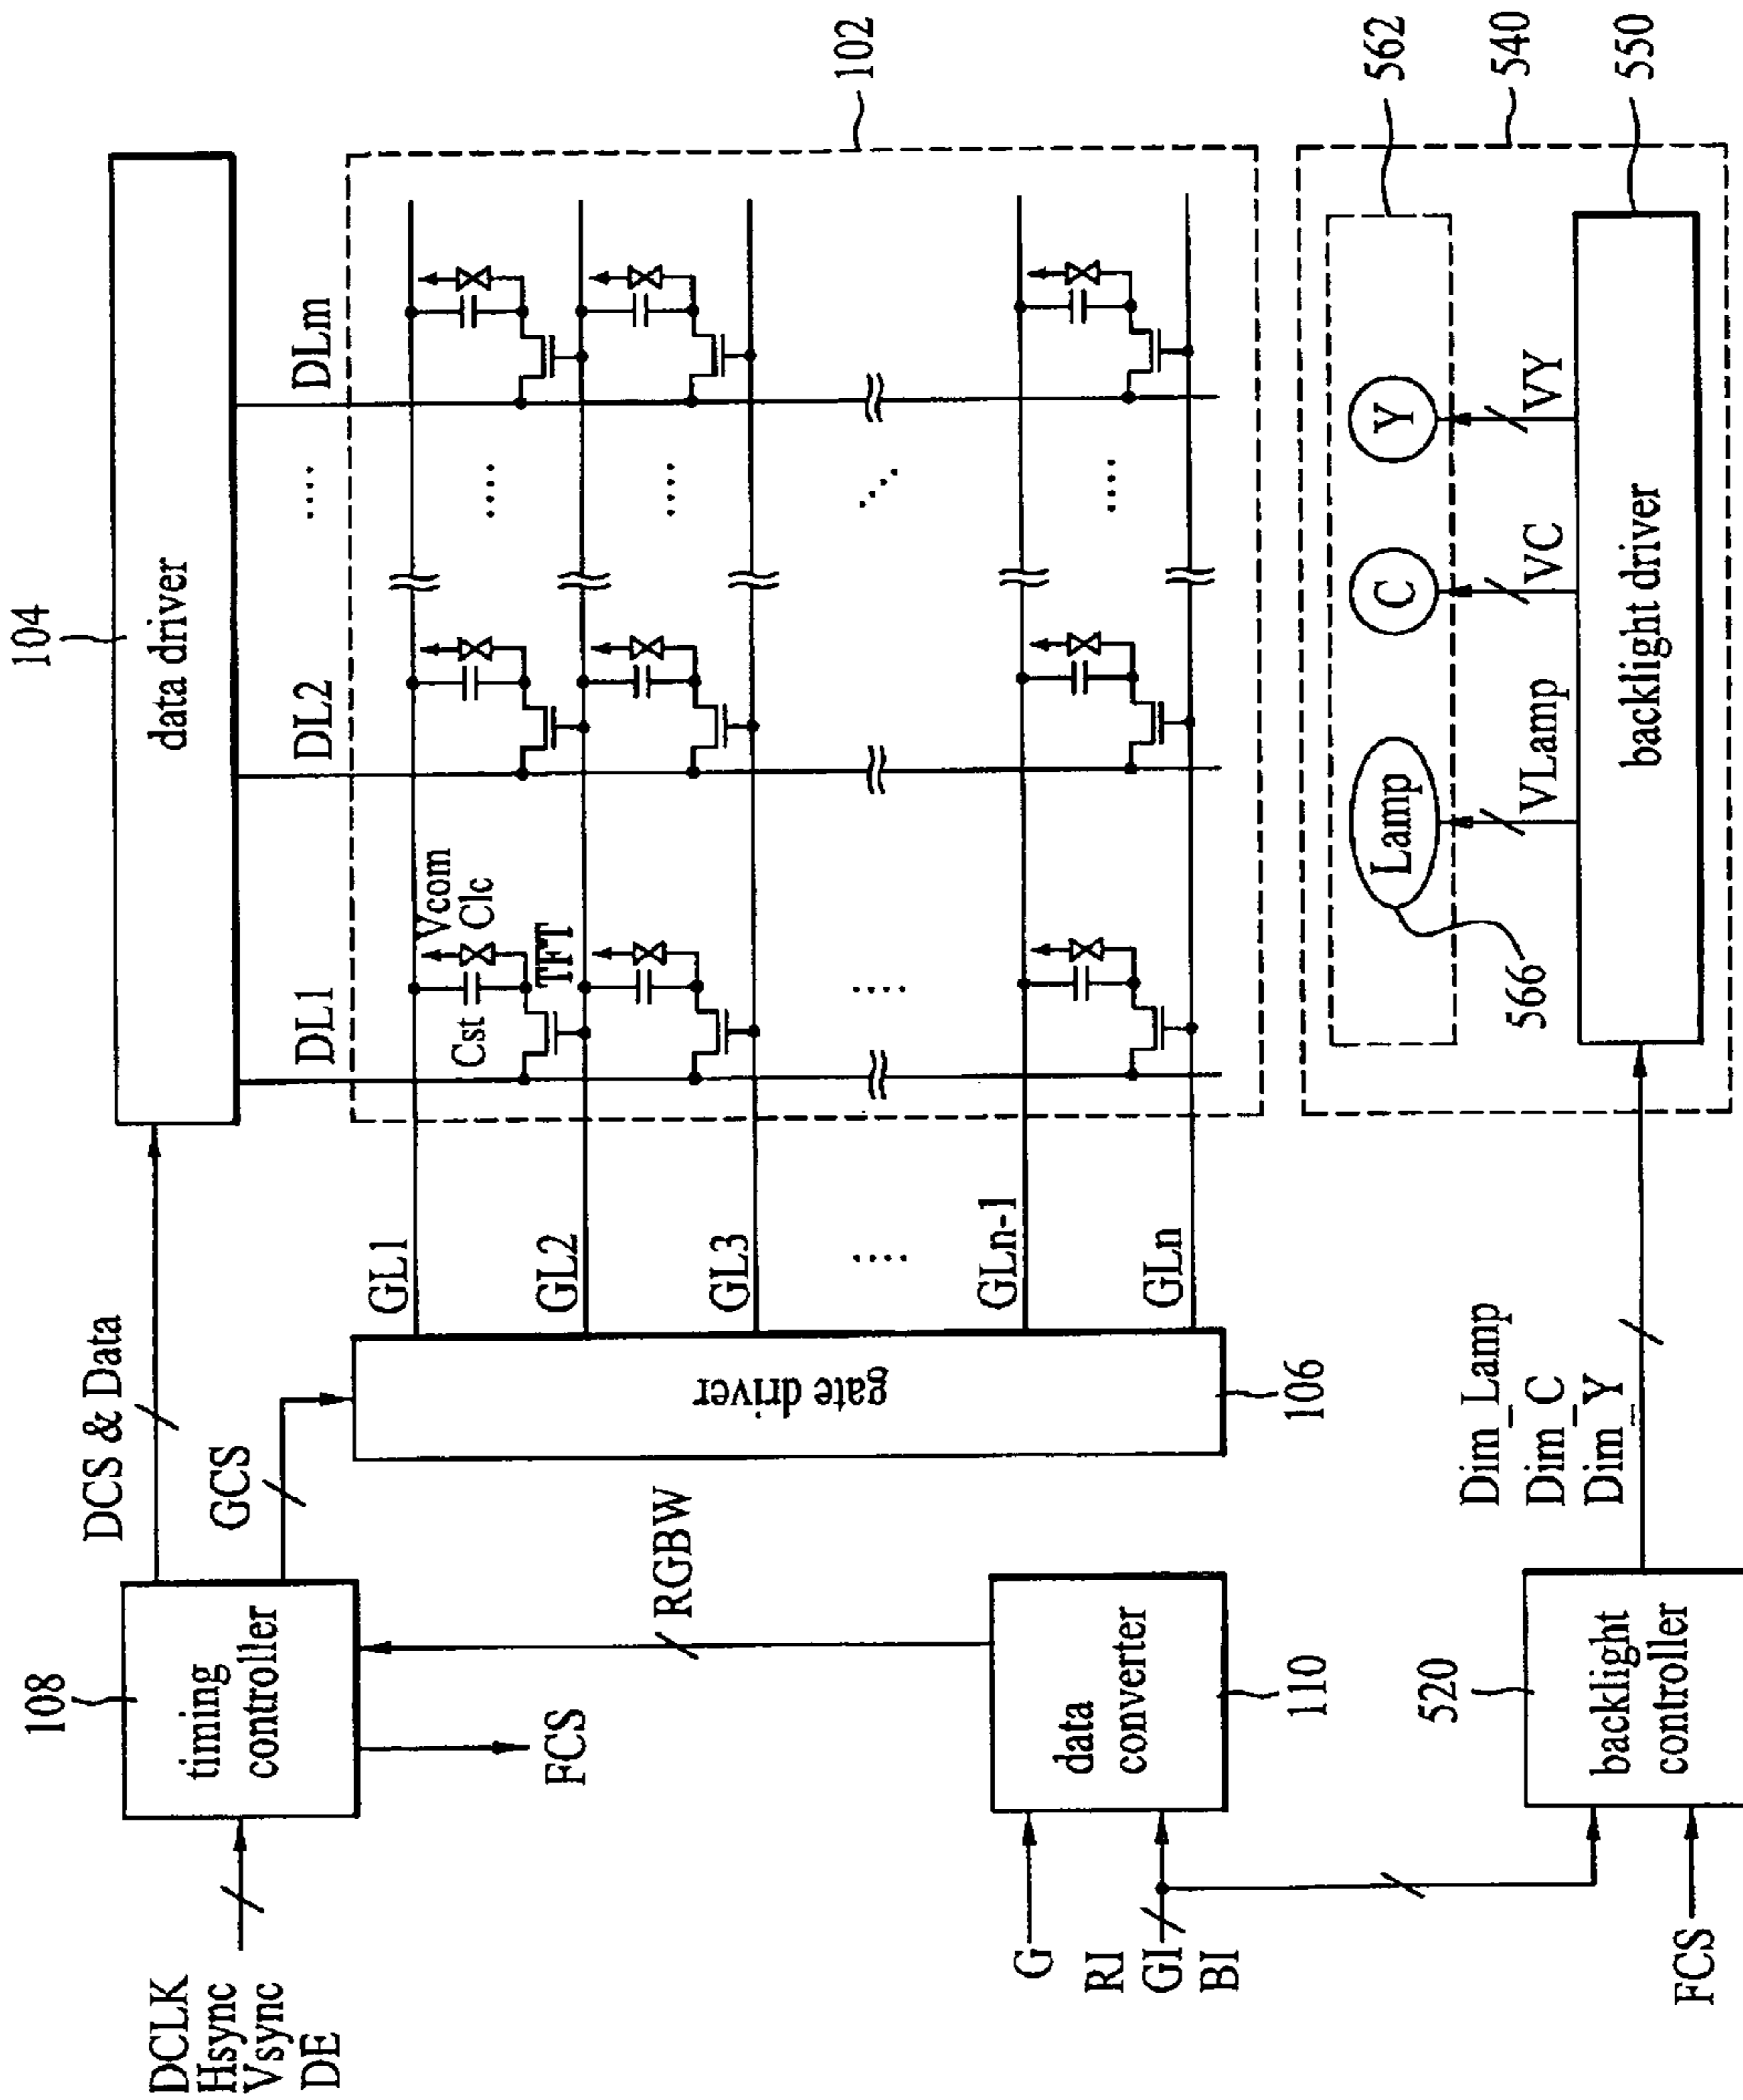 104
data driver
DCS & Data
108
timing
controller
GCS
DCLK
Hsync
Vsync
DE
FCS
DL1
DL2
....
DLm
102
GL1
Vcom
Clc
Cst
TFT
....
GL2
....
GL3
....
....
....
GLn-1
....
GLn
gate driver
106
RGBW
G
RI
GI
BI
data
converter
110
562
540
550
Lamp
C
Y
566
VLamp
VC
VY
backlight driver
Dim_Lamp
Dim_C
Dim_Y
520
backlight
controller
FCS